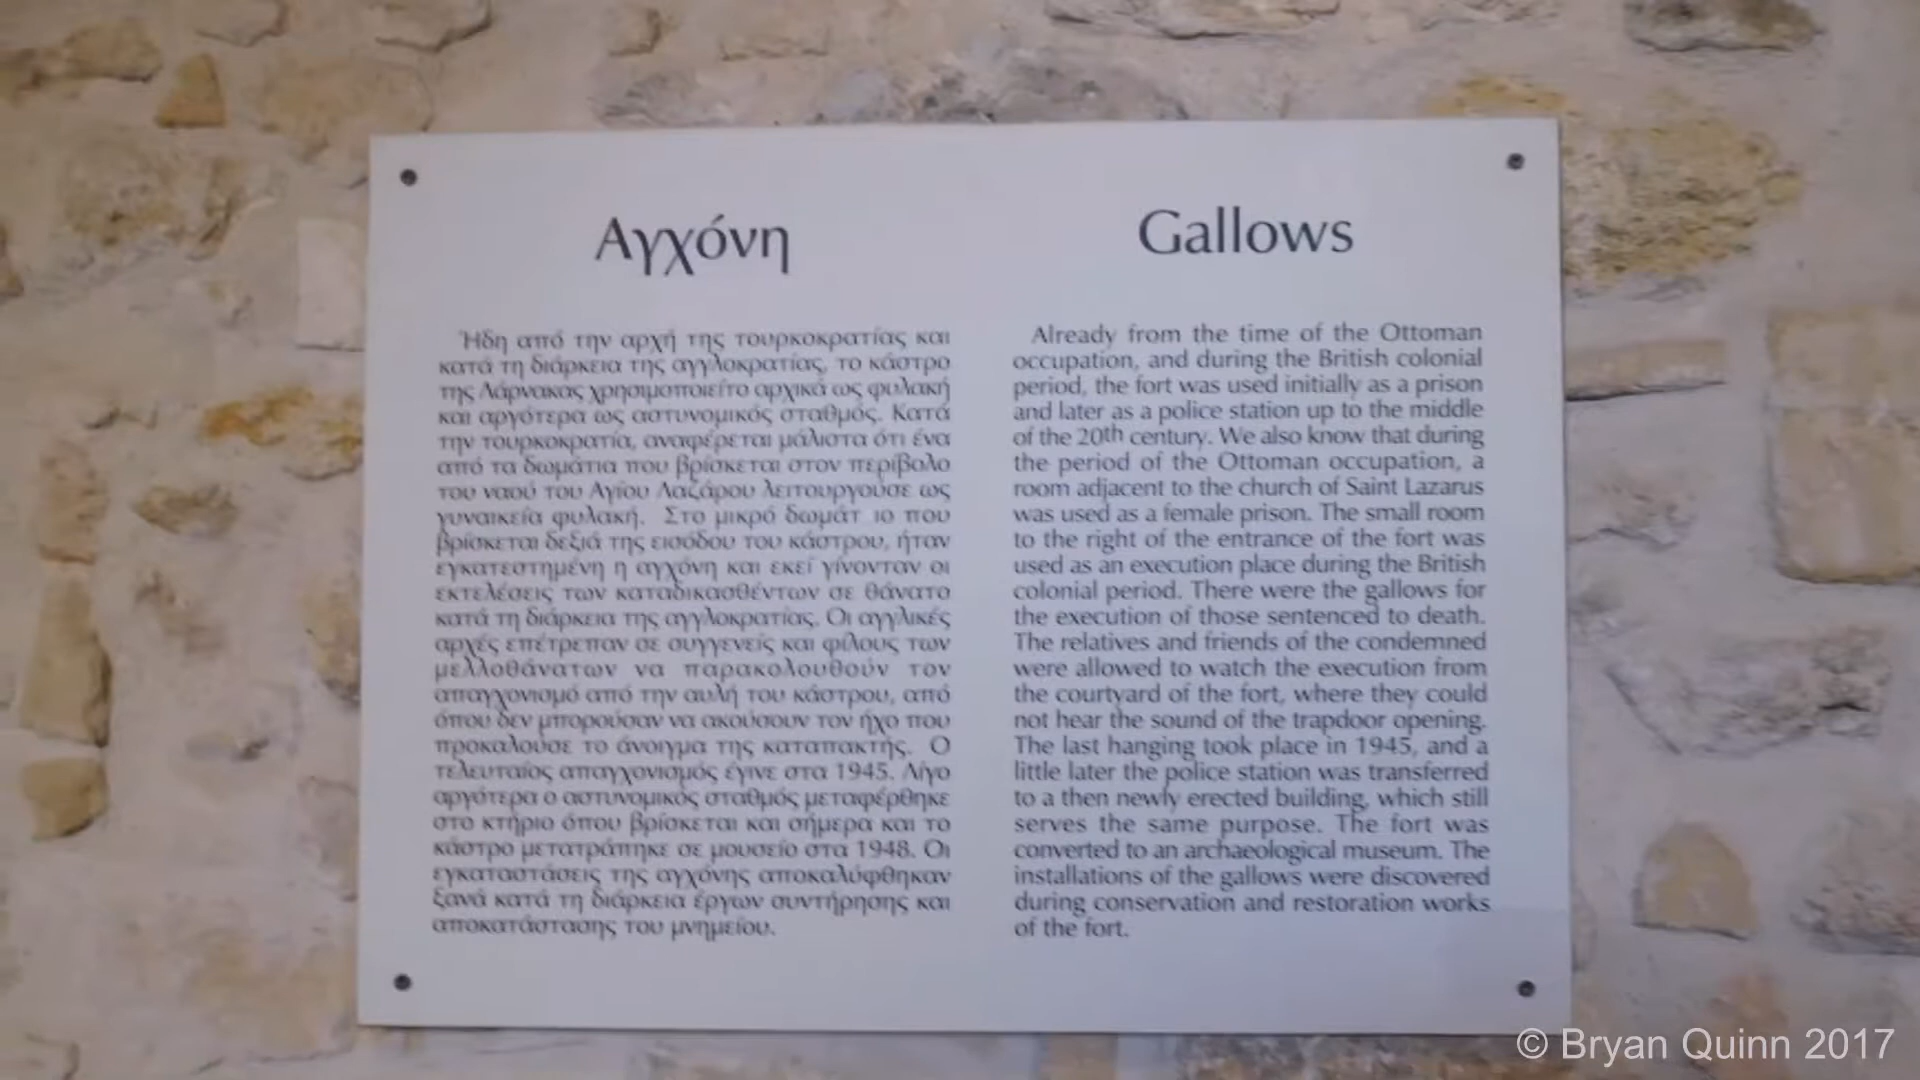 Αγχόνη
Ήδη από την αρχή της τουρκοκρατίας και
κατά τη διάρκεια της αγγλοκρατίας, το κάστρο
της Λάρνακας χρησιμοποιείτο αρχικά ως φυλακή
και αργότερα ως αστυνομικός σταθμός. Κατά
την τουρκοκρατία, αναφέρεται μάλιστα ότι ένα
από τα δωμάτια που βρίσκεται στον περίβολο
του ναού του Αγίου Λαζάρου λειτουργούσε ως
γυναικεία φυλακή. Στο μικρό δωμάτ ιο που
βρίσκεται δεξιά της εισόδου του κάστρου, ήταν
εγκατεστημένη η αγχόνη και εκεί γίνονταν οι
εκτελέσεις των καταδικασθέντων σε θάνατο
κατά τη διάρκεια της αγγλοκρατίας. Οι αγγλικές
αρχές επέτρεπαν σε συγγενείς και φίλους των
μελλοθάνατων να παρακολουθούν τον
απαγχονισμό από την αυλή του κάστρου, από
όπου δεν μπορούσαν να ακούσουν τον ήχο που
προκαλούσε το άνοιγμα της καταπακτής. Ο
τελευταίος απαγχονισμός έγινε στα 1945. Λίγο
αργότερα ο αστυνομικός σταθμός μεταφέρθηκε
στο κτήριο όπου βρίσκεται και σήμερα και το
κάστρο μετατράπηκε σε μουσείο στα 1948. Οι
εγκαταστάσεις της αγχόνης αποκαλύφθηκαν
ξανά κατά τη διάρκεια έργων συντήρησης και
αποκατάστασης του μνημείου.
Gallows
Already from the time of the Ottoman
occupation, and during the British colonial
period, the fort was used initially as a prison
and later as a police station up to the middle
of the 20th century. We also know that during
the period of the Ottoman occupation, a
room adjacent to the church of Saint Lazarus
was used as a female prison. The small room
to the right of the entrance of the fort was
used as an execution place during the British
colonial period. There were the gallows for
the execution of those sentenced to death.
The relatives and friends of the condemned
were allowed to watch the execution from
the courtyard of the fort, where they could
not hear the sound of the trapdoor opening.
The last hanging took place in 1945, and a
little later the police station was transferred
to a then newly erected building, which still
serves the same purpose. The fort was
converted to an archaeological museum. The
installations of the gallows were discovered
during conservation and restoration works
of the fort.
© Bryan Quinn 2017